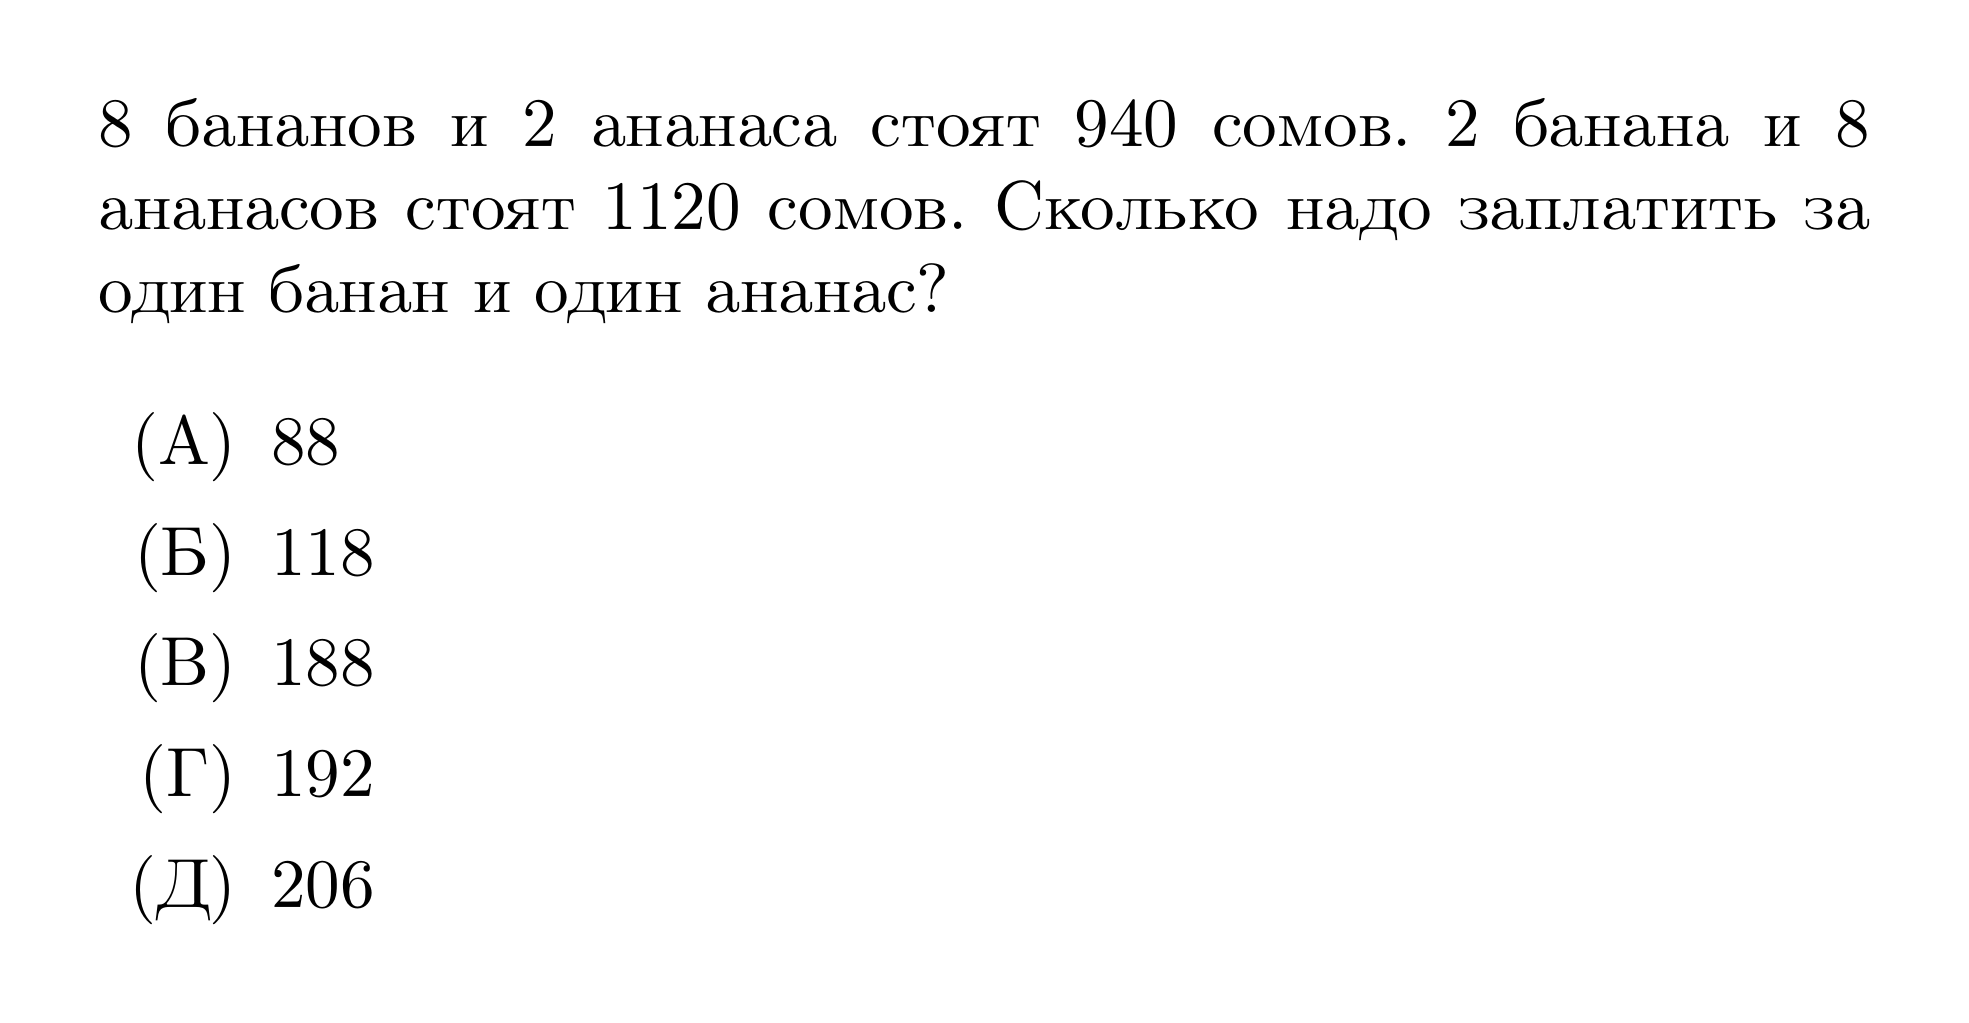 8 бананов и 2 ананаса стоят 940 сомов. 2 банана и 8
ананасов стоят 1120 сомов. Сколько надо заплатить за
один банан и один ананас?
(А) 88
(Б) 118
(В) 188
(Г) 192
(Д) 206